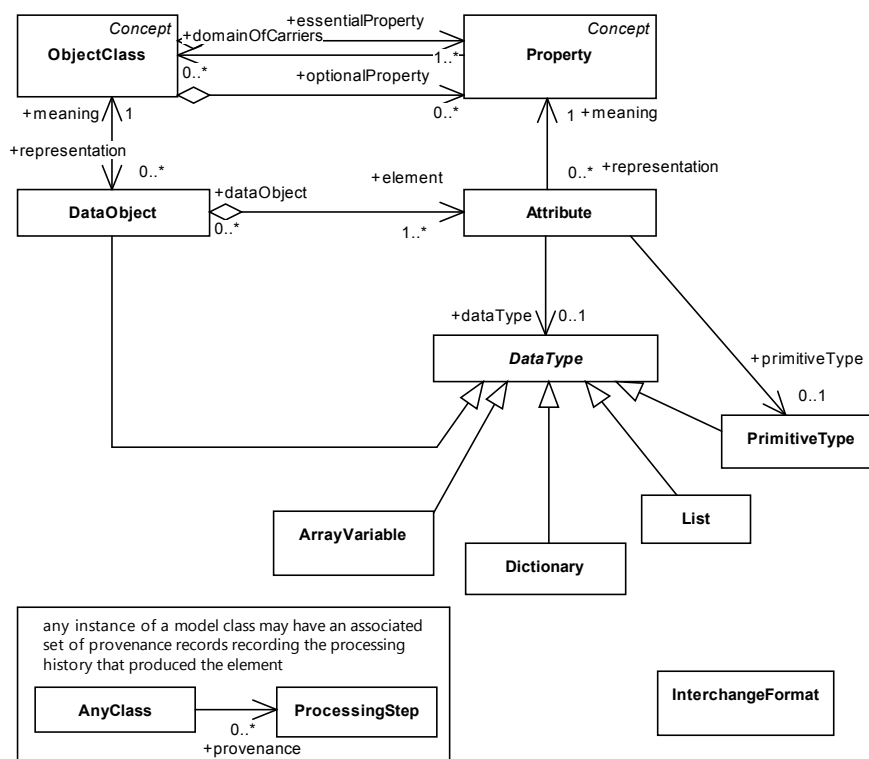 Concept
ObjectClass
+essentialProperty
+domainOfCarriers
0..*
1..*
Concept
Property
+optionalProperty
0..*
+meaning
1
+representation
0..*
1
+meaning
0..*
+representation
DataObject
+dataObject
0..*
+element
1..*
Attribute
+dataType
0..1
DataType
+primitiveType
0..1
PrimitiveType
ArrayVariable
Dictionary
List
any instance of a model class may have an associated
set of provenance records recording the processing
history that produced the element
AnyClass
0..*
+provenance
ProcessingStep
InterchangeFormat